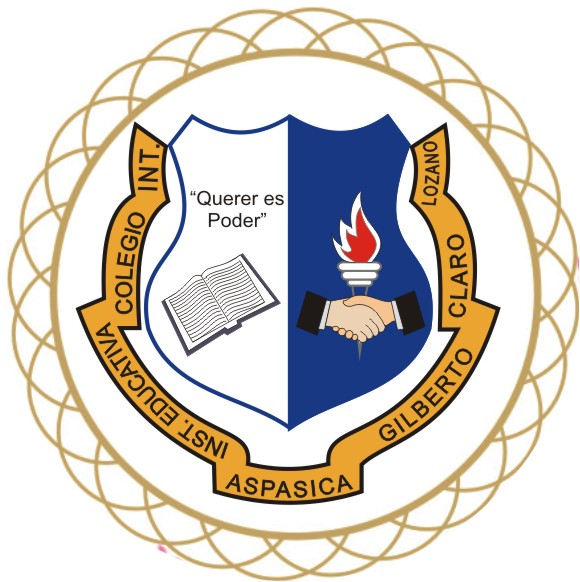 “Querer es
Poder”
INST. EDUCATIVA
COLEGIO INT.
GILBERTO
CLARO
LOZANO
ASPASICA